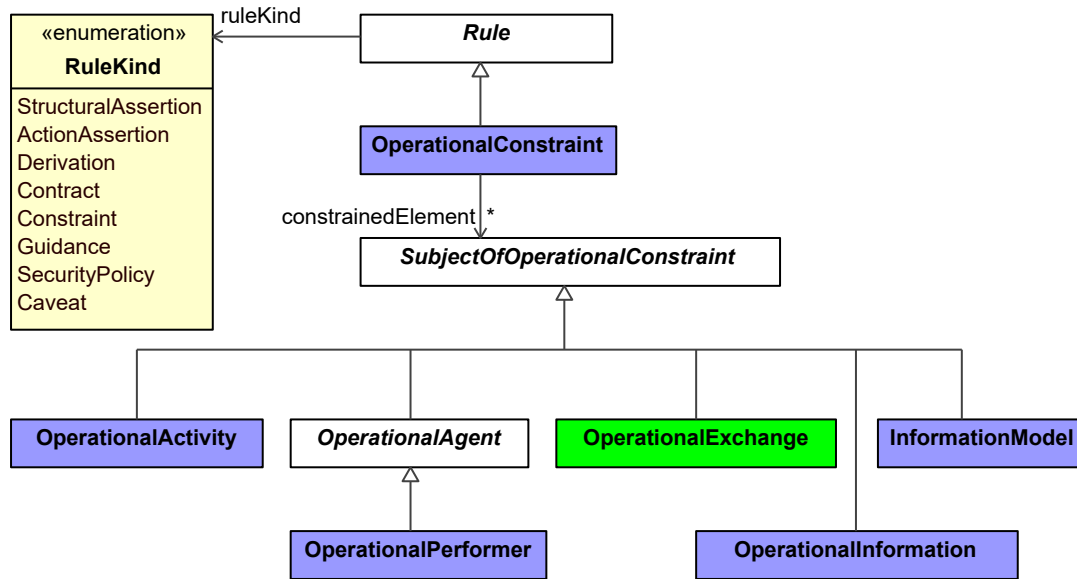 «enumeration»
RuleKind
StructuralAssertion
ActionAssertion
Derivation
Contract
Constraint
Guidance
SecurityPolicy
Caveat
ruleKind
Rule
OperationalConstraint
constrainedElement *
SubjectOfOperationalConstraint
OperationalActivity
OperationalAgent
OperationalExchange
InformationModel
OperationalPerformer
OperationalInformation